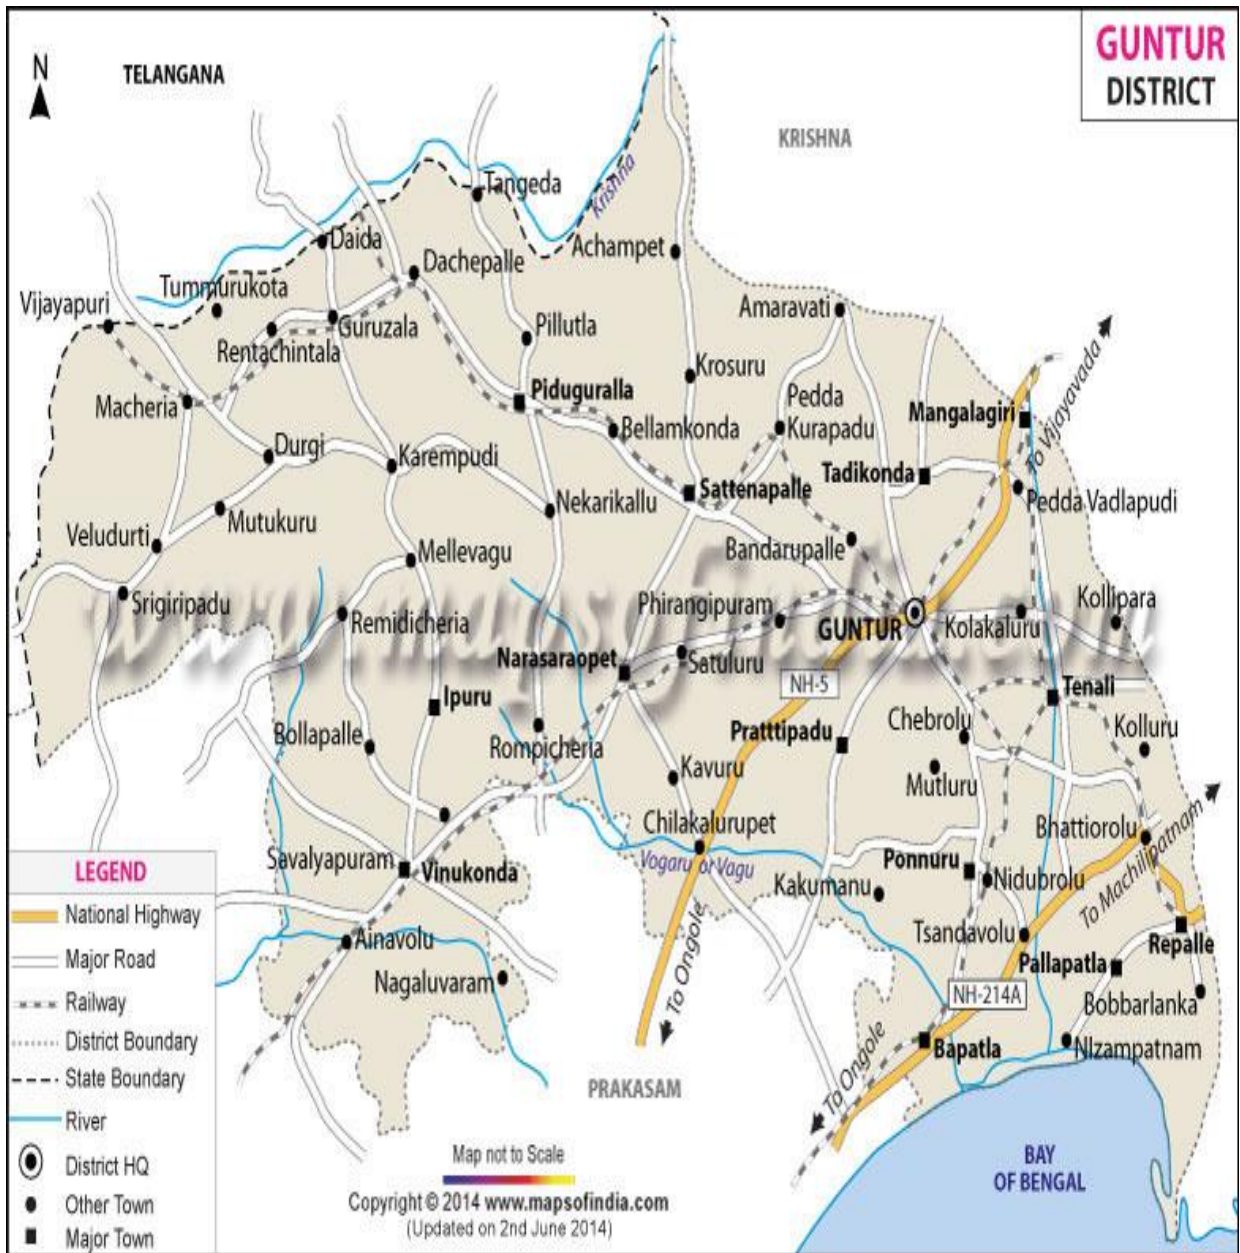 GUNTUR
DISTRICT
N
TELANGANA
KRISHNA
Tangeda
Krishna
Daida
Achampet
Dachepalle
Tummurukota
Vijayapuri
Amaravati
Guruzala
Pillutla
Rentachintala
Krosuru
Piduguralla
Pedda
Kurapadu
Macheria
Mangalagiri
To Vijayavada
Bellamkonda
Durgi
Karempudi
Tadikonda
Sattenapalle
Nekarikallu
Pedda Vadlapudi
Mutukuru
Veludurti
Mellevagu
Bandarupalle
www.mapsofindia.com
Srigiripadu
Remidicheria
Phirangipuram
GUNTUR
Kolakaluru
Kollipara
Narasaraopet
Satuluru
NH-5
Ipuru
Tenali
Bollapalle
Rompicheria
Pratttipadu
Chebrolu
Kolluru
Kavuru
Mutluru
Chilakalurupet
Bhattiorolu
To Machilipatnam
Savalyapuram
Vinukonda
Vogaru or Vagu
Kakumanu
Ponnuru
Nidubrolu
Ainavolu
To Ongole
Tsandavolu
Repalle
Nagaluvaram
Pallapatla
NH-214A
Bobbarlanka
Bapatla
NIzampatnam
To Ongole
PRAKASAM
BAY
OF BENGAL
LEGEND
National Highway
Major Road
Railway
District Boundary
State Boundary
River
District HQ
Other Town
Major Town
Map not to Scale
Copyright © 2014 www.mapsofindia.com
(Updated on 2nd June 2014)